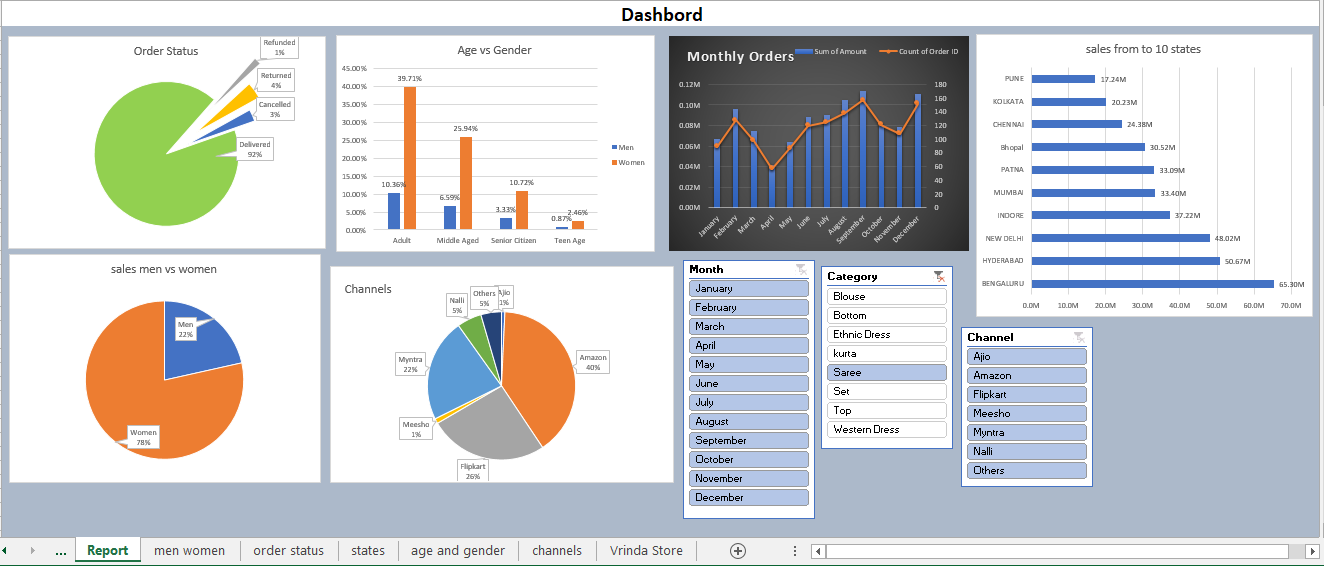 Dashbord
Order Status
Refunded
1%
Returned
4%
Cancelled
3%
Delivered
92%
Age vs Gender
45.00%
40.00%
35.00%
30.00%
25.00%
20.00%
15.00%
10.00%
5.00%
0.00%
39.71%
25.94%
10.36%
6.59%
10.72%
3.33%
0.87%
2.46%
Adult
Middle Aged
Senior Citizen
Teen Age
Men
Women
Monthly Orders
Sum of Amount
Count of Order ID
0.12M
0.10M
0.08M
0.06M
0.04M
0.02M
0.00M
180
160
140
120
100
80
60
40
20
0
January
February
March
April
May
June
July
August
September
October
November
December
sales from to 10 states
PUNE
17.24M
KOLKATA
20.23M
CHENNAI
24.38M
Bhopal
30.52M
PATNA
33.09M
MUMBAI
33.40M
INDORE
37.22M
NEW DELHI
48.02M
HYDERABAD
50.67M
BENGALURU
65.30M
0.0M
10.0M
20.0M
30.0M
40.0M
50.0M
60.0M
70.0M
sales men vs women
Men
22%
Women
78%
Channels
Ajio
1%
Others
5%
Nalli
5%
Myntra
22%
Meesho
1%
Flipkart
26%
Amazon
40%
Month
January
February
March
April
May
June
July
August
September
October
November
December
Category
Blouse
Bottom
Ethnic Dress
kurta
Saree
Set
Top
Western Dress
Channel
Ajio
Amazon
Flipkart
Meesho
Myntra
Nalli
Others
... Report men women order status states age and gender channels Vrinda Store